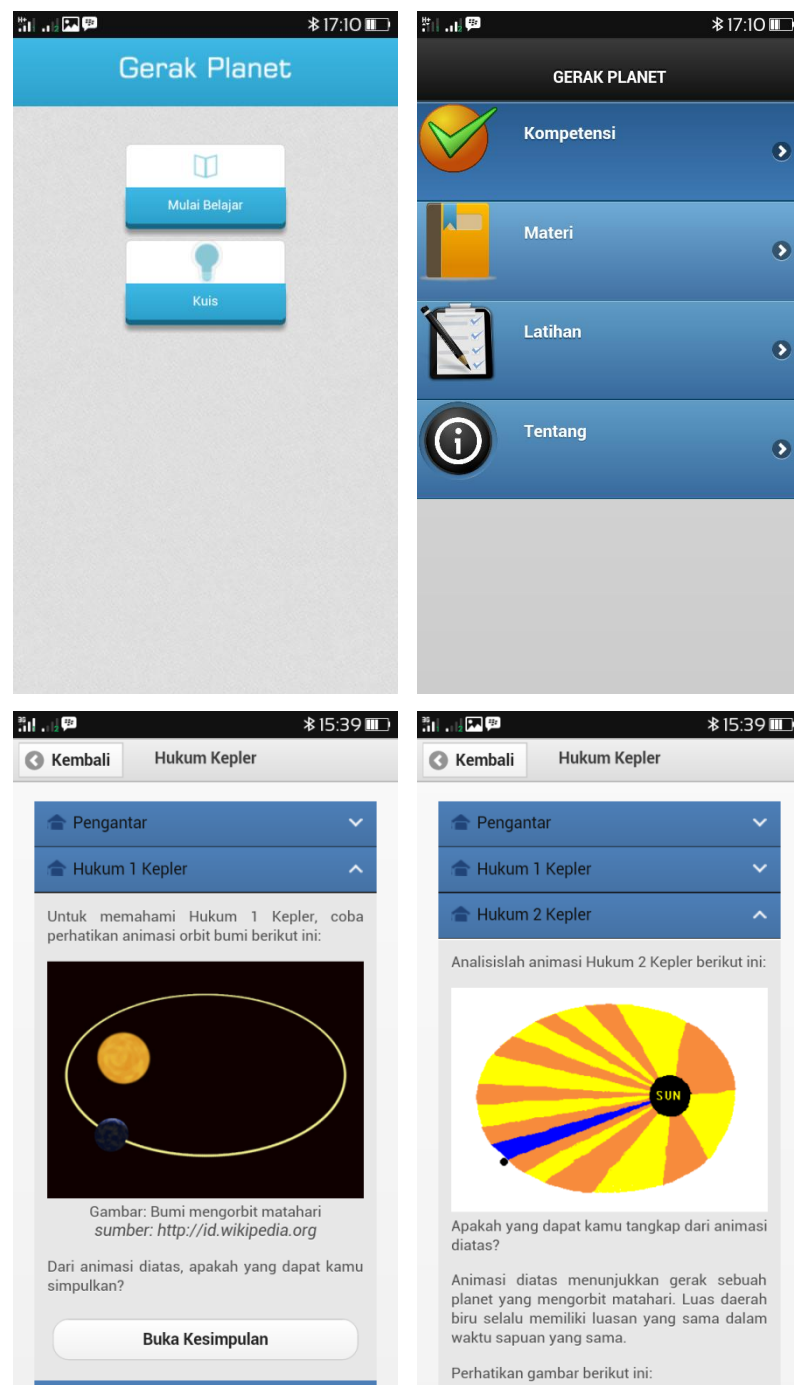 17:10
Gerak Planet
Mulai Belajar
Kuis
17:10
GERAK PLANET
Kompetensi
Materi
Latihan
Tentang
15:39
Kembali
Hukum Kepler
Pengantar
Hukum 1 Kepler
Untuk memahami Hukum 1 Kepler, coba
perhatikan animasi orbit bumi berikut ini:
Gambar: Bumi mengorbit matahari
sumber: http://id.wikipedia.org
Dari animasi diatas, apakah yang dapat kamu
simpulkan?
Buka Kesimpulan
15:39
Kembali
Hukum Kepler
Pengantar
Hukum 1 Kepler
Hukum 2 Kepler
Analisislah animasi Hukum 2 Kepler berikut ini:
SUN
Apakah yang dapat kamu tangkap dari animasi
diatas?
Animasi diatas menunjukkan gerak sebuah
planet yang mengorbit matahari. Luas daerah
biru selalu memiliki luasan yang sama dalam
waktu sapuan yang sama.
Perhatikan gambar berikut ini: